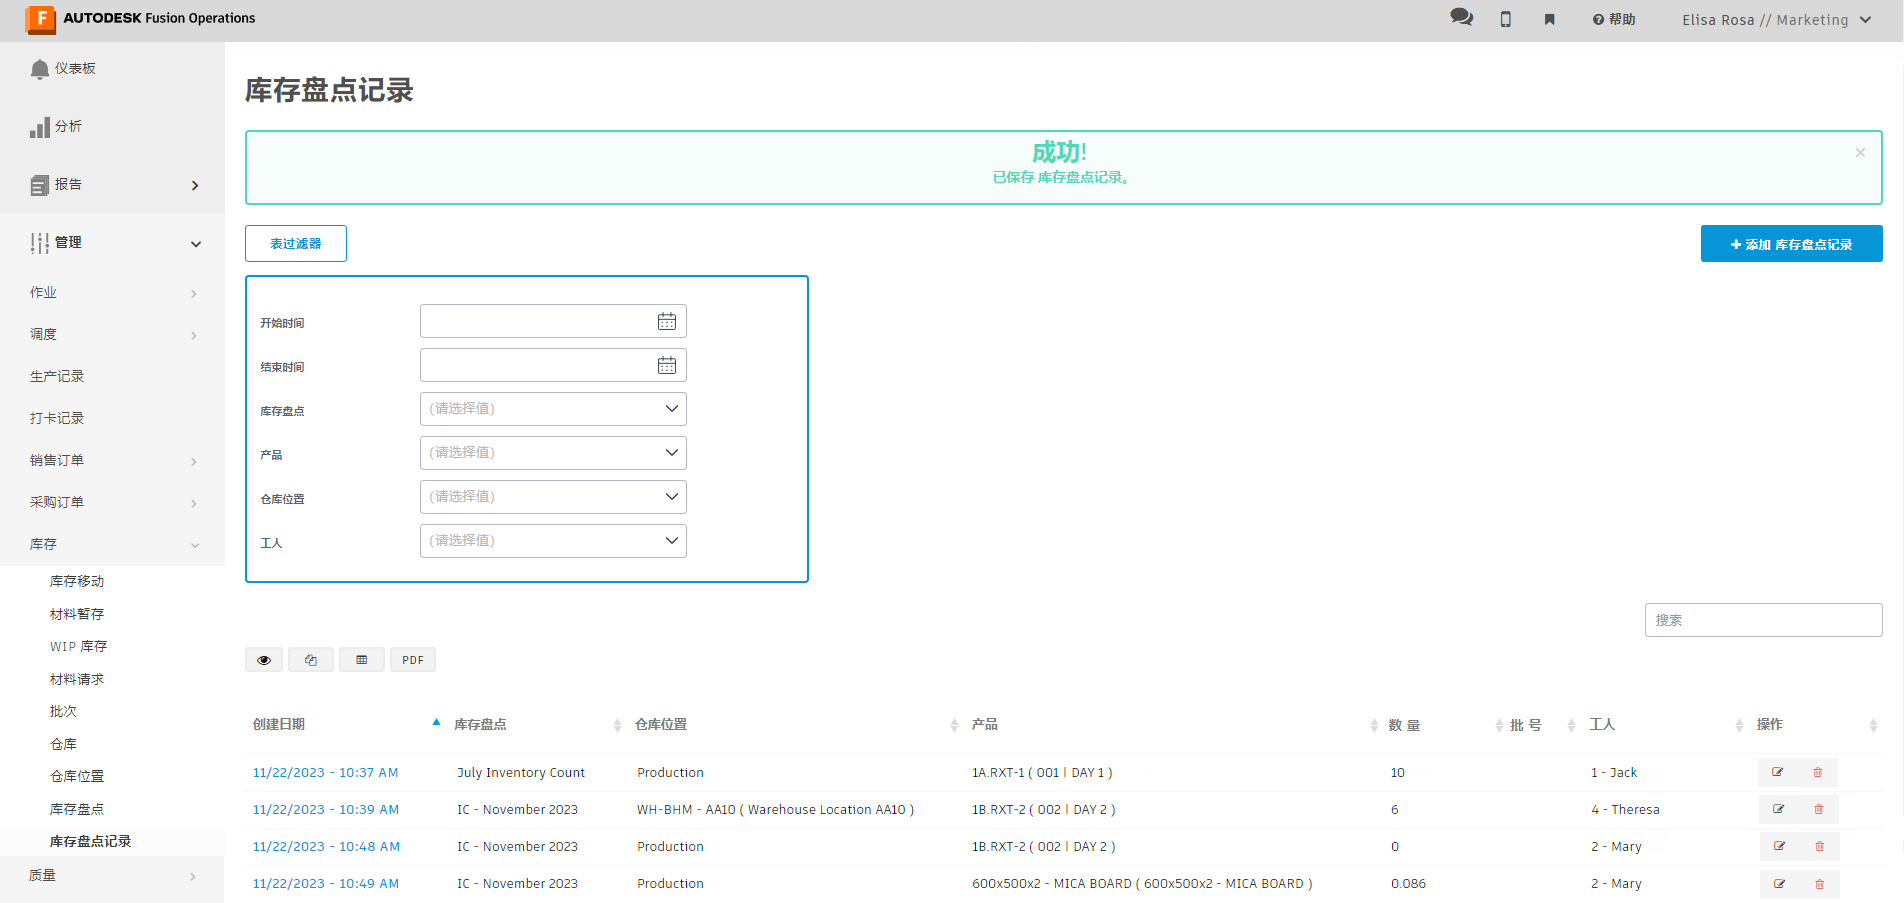 F AUTODESK Fusion Operations
帮助
Elisa Rosa // Marketing
仪表板
分析
报告
管理
作业
调度
生产记录
打卡记录
销售订单
采购订单
库存
库存移动
材料暂存
WIP 库存
材料请求
批次
仓库
仓库位置
库存盘点
库存盘点记录
质量
库存盘点记录
成功!
已保存 库存盘点记录。
×
表过滤器
+ 添加 库存盘点记录
开始时间
结束时间
库存盘点 (请选择值)
产品 (请选择值)
仓库位置 (请选择值)
工人 (请选择值)
搜索
PDF
创建日期 库存盘点 仓库位置 产品 数 量 批 号 工人 操作
11/22/2023 - 10:37 AM July Inventory Count Production 1A.RXT-1 ( 001 | DAY 1 ) 10 1 - Jack
11/22/2023 - 10:39 AM IC - November 2023 WH-BHM - AA10 ( Warehouse Location AA10 ) 1B.RXT-2 ( 002 | DAY 2 ) 6 4 - Theresa
11/22/2023 - 10:48 AM IC - November 2023 Production 1B.RXT-2 ( 002 | DAY 2 ) 0 2 - Mary
11/22/2023 - 10:49 AM IC - November 2023 Production 600x500x2 - MICA BOARD ( 600x500x2 - MICA BOARD ) 0.086 2 - Mary